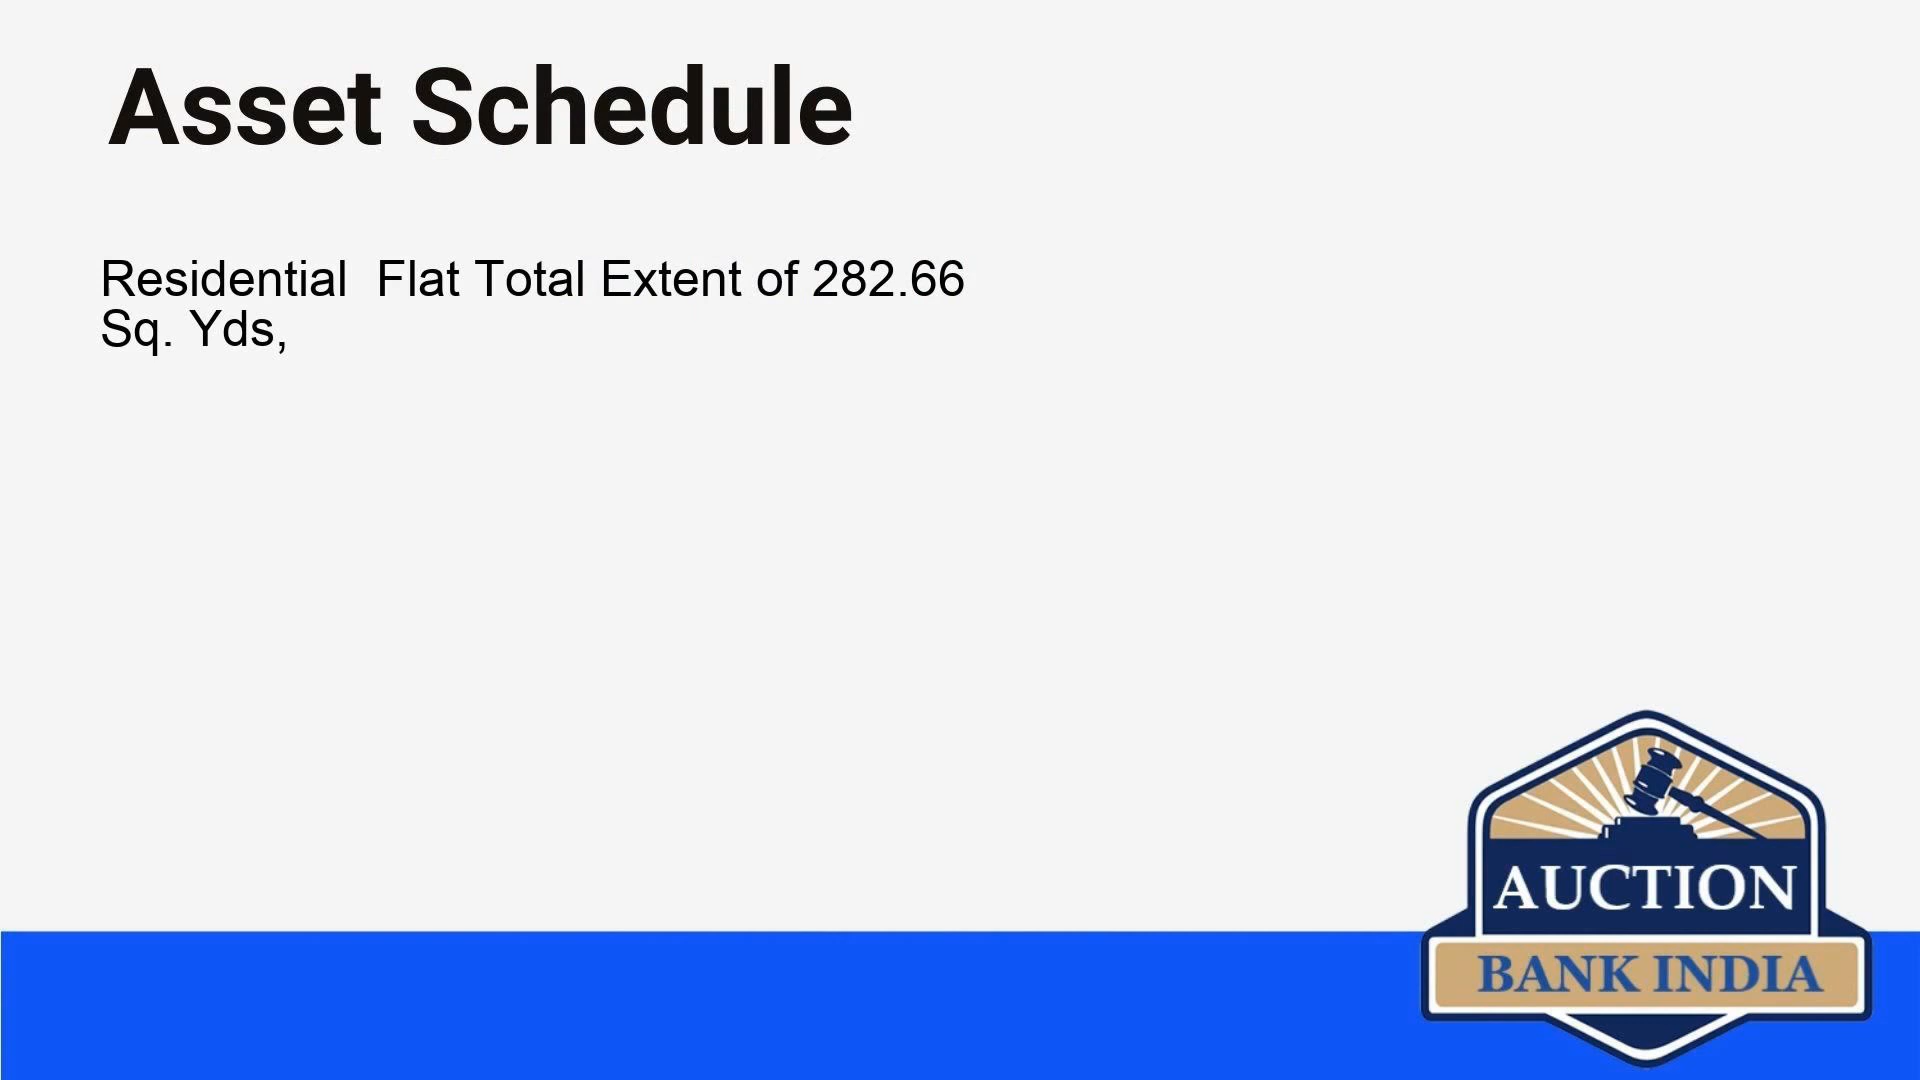 Asset Schedule
Residential  Flat Total Extent of 282.66
Sq. Yds,
AUCTION
BANK INDIA